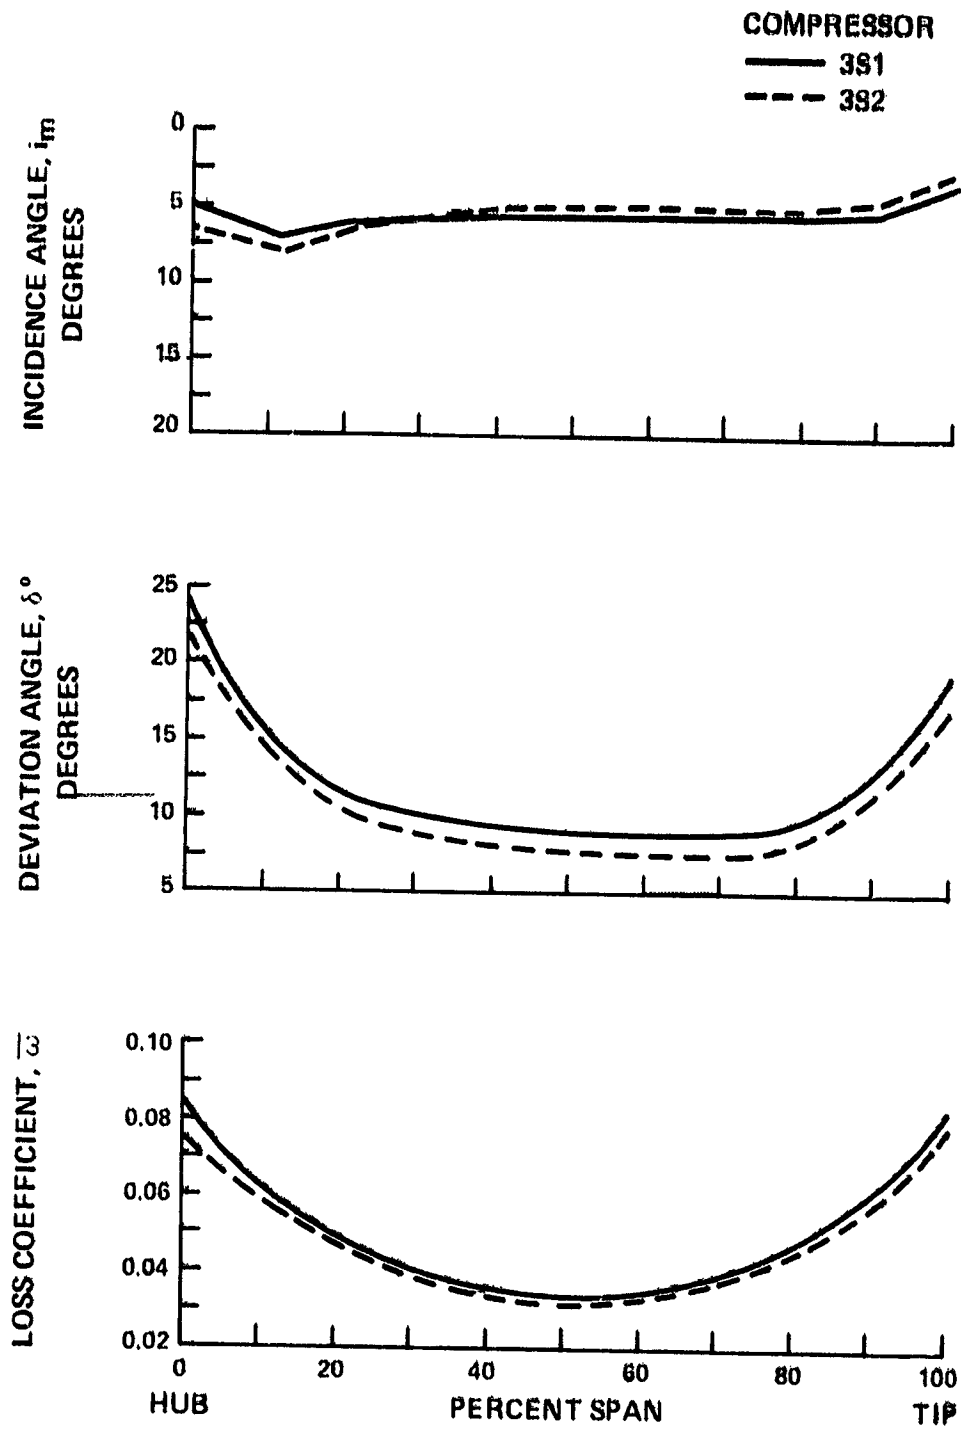 COMPRESSOR
3S1
3S2
INCIDENCE ANGLE, im
DEGREES
0
5
10
15
20
DEVIATION ANGLE, δ°
DEGREES
25
20
15
10
5
LOSS COEFFICIENT, ω̅
0.10
0.08
0.06
0.04
0.02
0 20 40 60 80 100
HUB PERCENT SPAN TIP